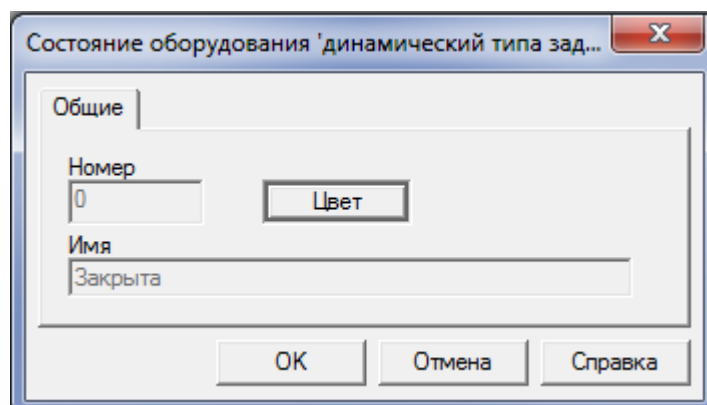 Состояние оборудования 'динамический типа зад...
Общие
Номер
0
Цвет
Имя
Закрыта
OK Отмена Справка